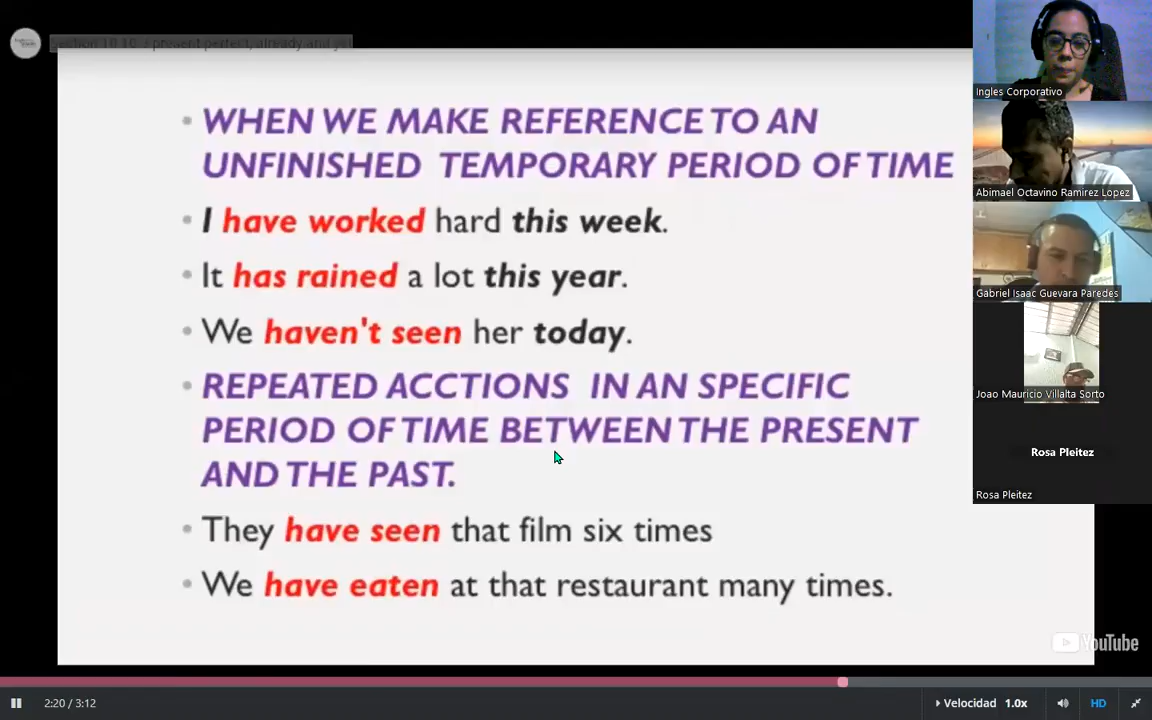 WHEN WE MAKE REFERENCE TO AN
UNFINISHED TEMPORARY PERIOD OF TIME
I have worked hard this week.
It has rained a lot this year.
We haven't seen her today.
REPEATED ACCTIONS IN AN SPECIFIC
PERIOD OF TIME BETWEEN THE PRESENT
AND THE PAST.
They have seen that film six times
We have eaten at that restaurant many times.
YouTube
2:20 / 3:12
Velocidad 1.0x
HD
Ingles Corporativo
Abimael Octavino Ramirez Lopez
Gabriel Isaac Guevara Paredes
Joao Mauricio Villalta Sorto
Rosa Pleitez
Rosa Pleitez